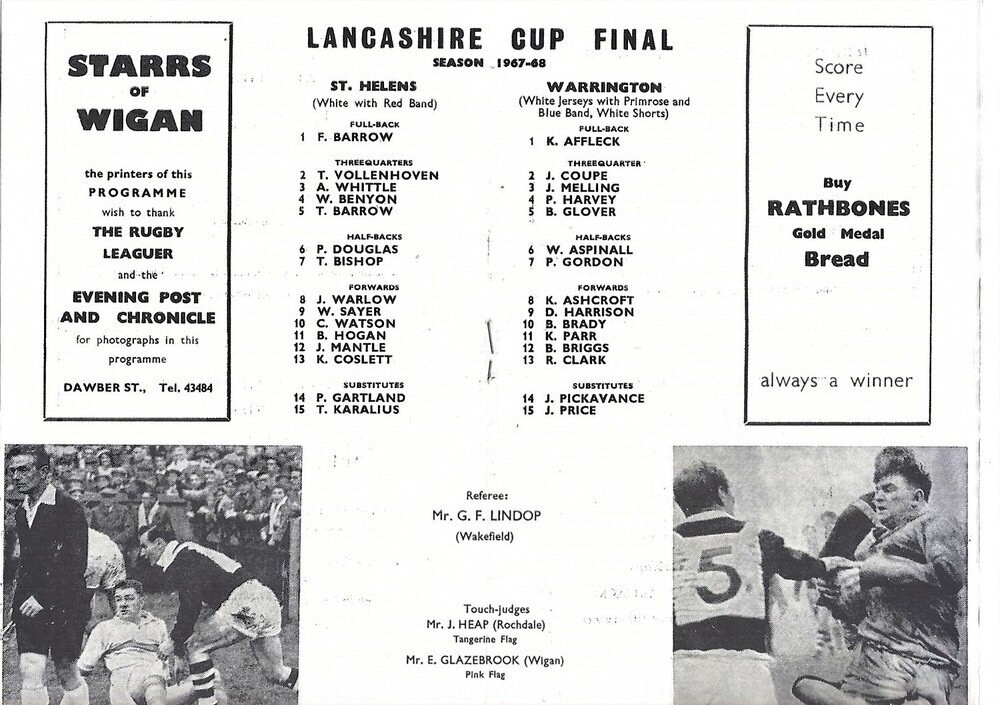 STARRS
OF
WIGAN
the printers of this
PROGRAMME
wish to thank
THE RUGBY
LEAGUER
and the
EVENING POST
AND CHRONICLE
for photographs in this
programme
DAWBER ST., Tel. 43484
LANCASHIRE CUP FINAL
SEASON 1967-68
ST. HELENS
(White with Red Band)
FULL-BACK
1 F. BARROW
THREEQUARTERS
2 T. VOLLENHOVEN
3 A. WHITTLE
4 W. BENYON
5 T. BARROW
HALF-BACKS
6 P. DOUGLAS
7 T. BISHOP
FORWARDS
8 J. WARLOW
9 W. SAYER
10 C. WATSON
11 B. HOGAN
12 J. MANTLE
13 K. COSLETT
SUBSTITUTES
14 P. GARTLAND
15 T. KARALIUS
WARRINGTON
(White Jerseys with Primrose and
Blue Band, White Shorts)
FULL-BACK
1 K. AFFLECK
THREEQUARTER
2 J. COUPE
3 J. MELLING
4 P. HARVEY
5 B. GLOVER
HALF-BACKS
6 W. ASPINALL
7 P. GORDON
FORWARDS
8 K. ASHCROFT
9 D. HARRISON
10 B. BRADY
11 K. PARR
12 B. BRIGGS
13 R. CLARK
SUBSTITUTES
14 J. PICKAVANCE
15 J. PRICE
Score
Every
Time
Buy
RATHBONES
Gold Medal
Bread
always a winner
Referee:
Mr. G. F. LINDOP
(Wakefield)
Touch-judges
Mr. J. HEAP (Rochdale)
Tangerine Flag
Mr. E. GLAZEBROOK (Wigan)
Pink Flag
5